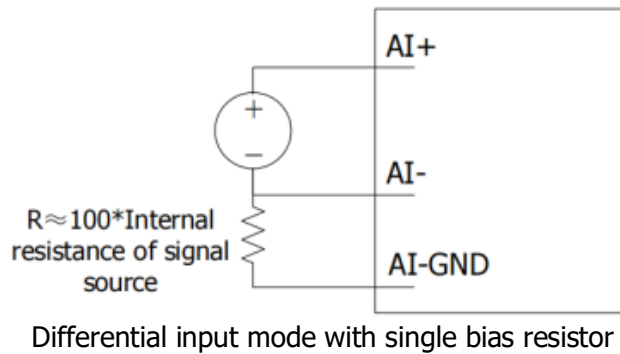 AI+
+
−
AI-
R≈100*Internal
resistance of signal
source
AI-GND
Differential input mode with single bias resistor